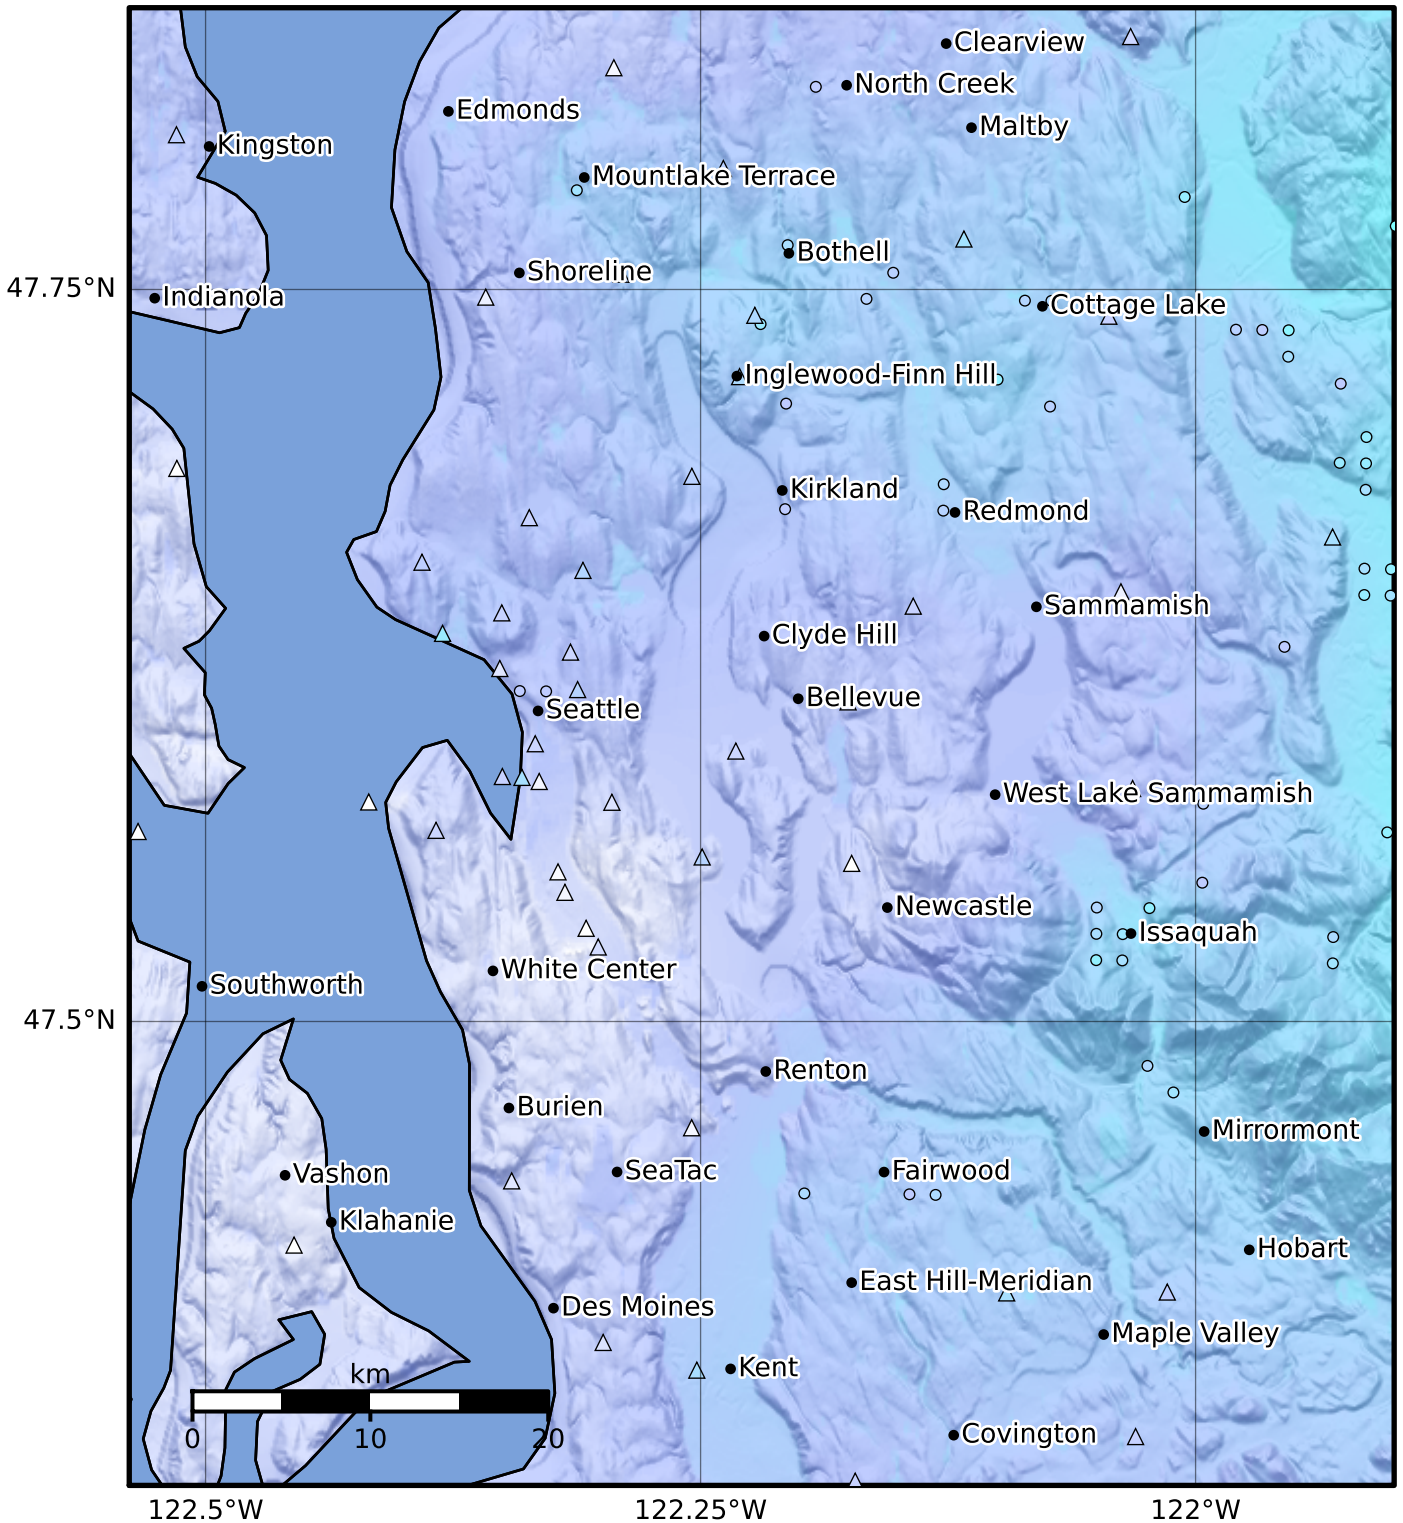 Clearview
North Creek
Edmonds
Maltby
Kingston
Mountlake Terrace
Bothell
Shoreline
47.75°N
Indianola
Cottage Lake
Inglewood-Finn Hill
Kirkland
Redmond
Sammamish
Clyde Hill
Bellevue
Seattle
West Lake Sammamish
Newcastle
Issaquah
White Center
Southworth
47.5°N
Renton
Burien
Mirrormont
SeaTac
Fairwood
Vashon
Klahanie
Hobart
East Hill-Meridian
Des Moines
Maple Valley
Kent
km
0 10 20
Covington
122.5°W 122.25°W 122°W